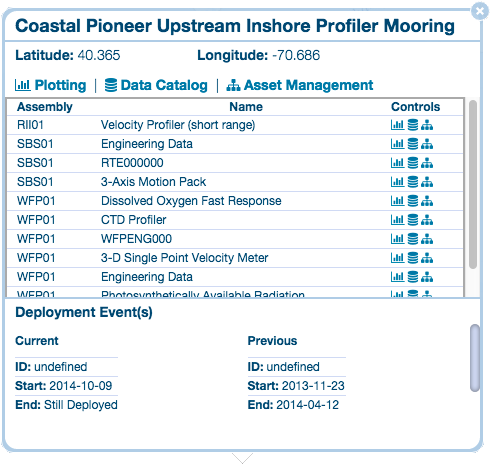 Coastal Pioneer Upstream Inshore Profiler Mooring
Latitude: 40.365 Longitude: -70.686
Plotting | Data Catalog | Asset Management
Assembly Name Controls
RII01 Velocity Profiler (short range)
SBS01 Engineering Data
SBS01 RTE000000
SBS01 3-Axis Motion Pack
WFP01 Dissolved Oxygen Fast Response
WFP01 CTD Profiler
WFP01 WFPENG000
WFP01 3-D Single Point Velocity Meter
WFP01 Engineering Data
WFP01 Photosynthetically Available Radiation
Deployment Event(s)
Current Previous
ID: undefined ID: undefined
Start: 2014-10-09 Start: 2013-11-23
End: Still Deployed End: 2014-04-12